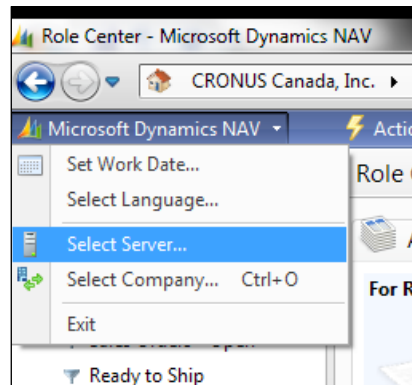 Role Center - Microsoft Dynamics NAV
CRONUS Canada, Inc.
Microsoft Dynamics NAV
Set Work Date...
Select Language...
Select Server...
Select Company... Ctrl+O
Exit
Role
For R
Ready to Ship